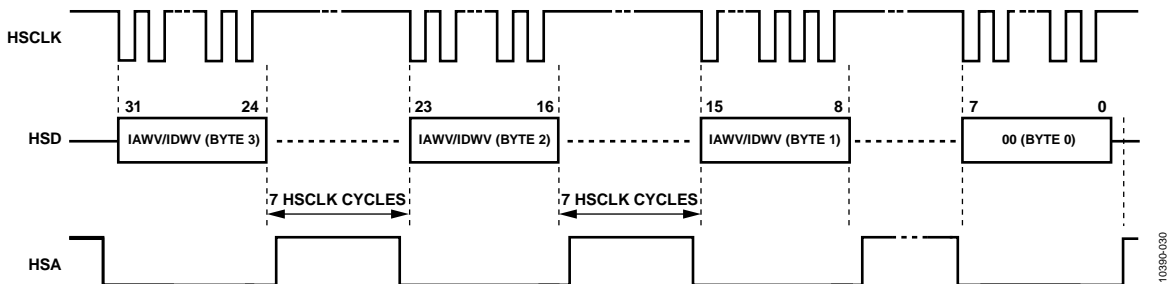 HSCLK
31 24 23 16 15 8 7 0
HSD IAWV/IDWV (BYTE 3) IAWV/IDWV (BYTE 2) IAWV/IDWV (BYTE 1) 00 (BYTE 0)
7 HSCLK CYCLES 7 HSCLK CYCLES
HSA
10390-030